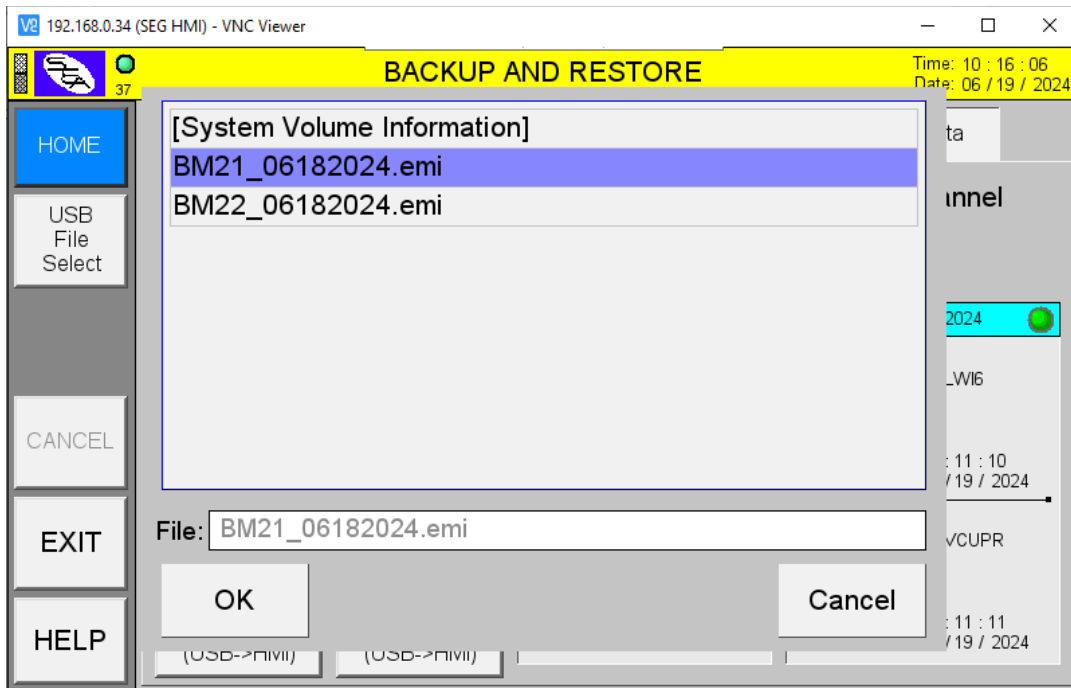 192.168.0.34 (SEG HMI) - VNC Viewer
37
BACKUP AND RESTORE
Time: 10 : 16 : 06
Date: 06 / 19 / 2024
HOME
USB
File
Select
CANCEL
EXIT
HELP
[System Volume Information]
BM21_06182024.emi
BM22_06182024.emi
File: BM21_06182024.emi
OK
Cancel
ta
nnel
2024
_WI6
: 11 : 10
/ 19 / 2024
VCUPR
: 11 : 11
/ 19 / 2024
(USB->HMI)
(USB->HMI)